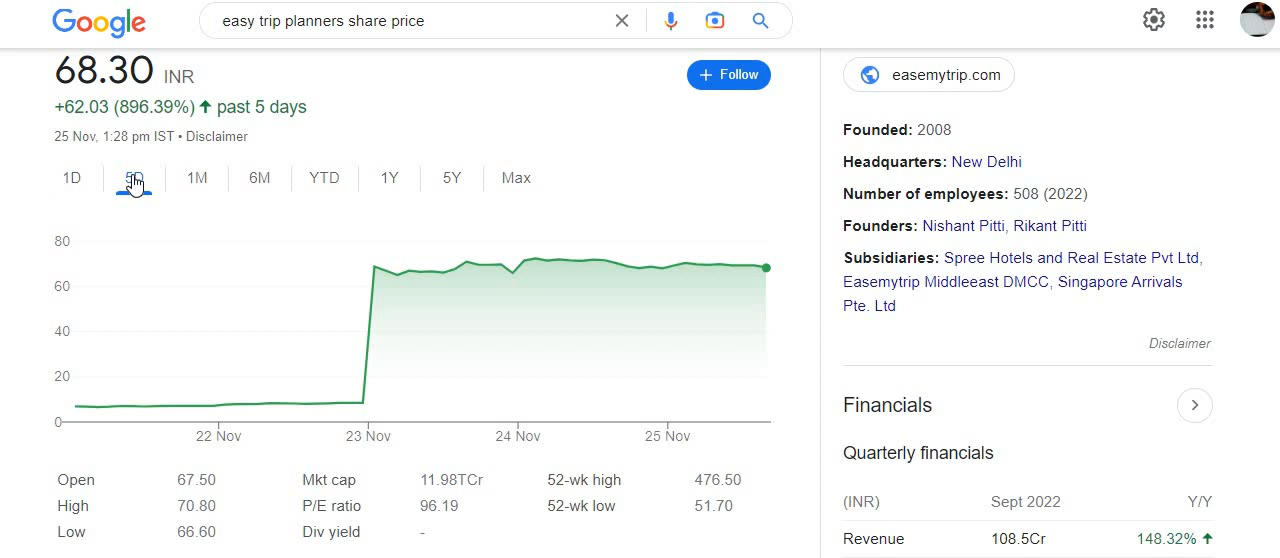 Google
easy trip planners share price
68.30 INR
+ Follow
+62.03 (896.39%) ↑ past 5 days
25 Nov, 1:28 pm IST • Disclaimer
1D 5D 1M 6M YTD 1Y 5Y Max
80
60
40
20
0
22 Nov 23 Nov 24 Nov 25 Nov
Open 67.50 Mkt cap 11.98TCr 52-wk high 476.50
High 70.80 P/E ratio 96.19 52-wk low 51.70
Low 66.60 Div yield -
easemytrip.com
Founded: 2008
Headquarters: New Delhi
Number of employees: 508 (2022)
Founders: Nishant Pitti, Rikant Pitti
Subsidiaries: Spree Hotels and Real Estate Pvt Ltd,
Easemytrip Middleeast DMCC, Singapore Arrivals
Pte. Ltd
Disclaimer
Financials
Quarterly financials
(INR) Sept 2022 Y/Y
Revenue 108.5Cr 148.32% ↑